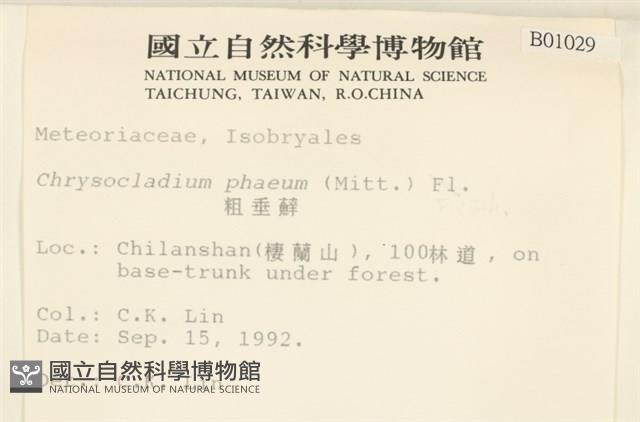 國立自然科學博物館
B01029
NATIONAL MUSEUM OF NATURAL SCIENCE
TAICHUNG, TAIWAN, R.O.CHINA
Meteoriaceae, Isobryales
Chrysocladium phaeum (Mitt.) Fl.
粗垂蘚
Loc.: Chilanshan(棲蘭山), 100林道, on
base-trunk under forest.
Col.: C.K. Lin
Date: Sep. 15, 1992.
國立自然科學博物館
NATIONAL MUSEUM OF NATURAL SCIENCE